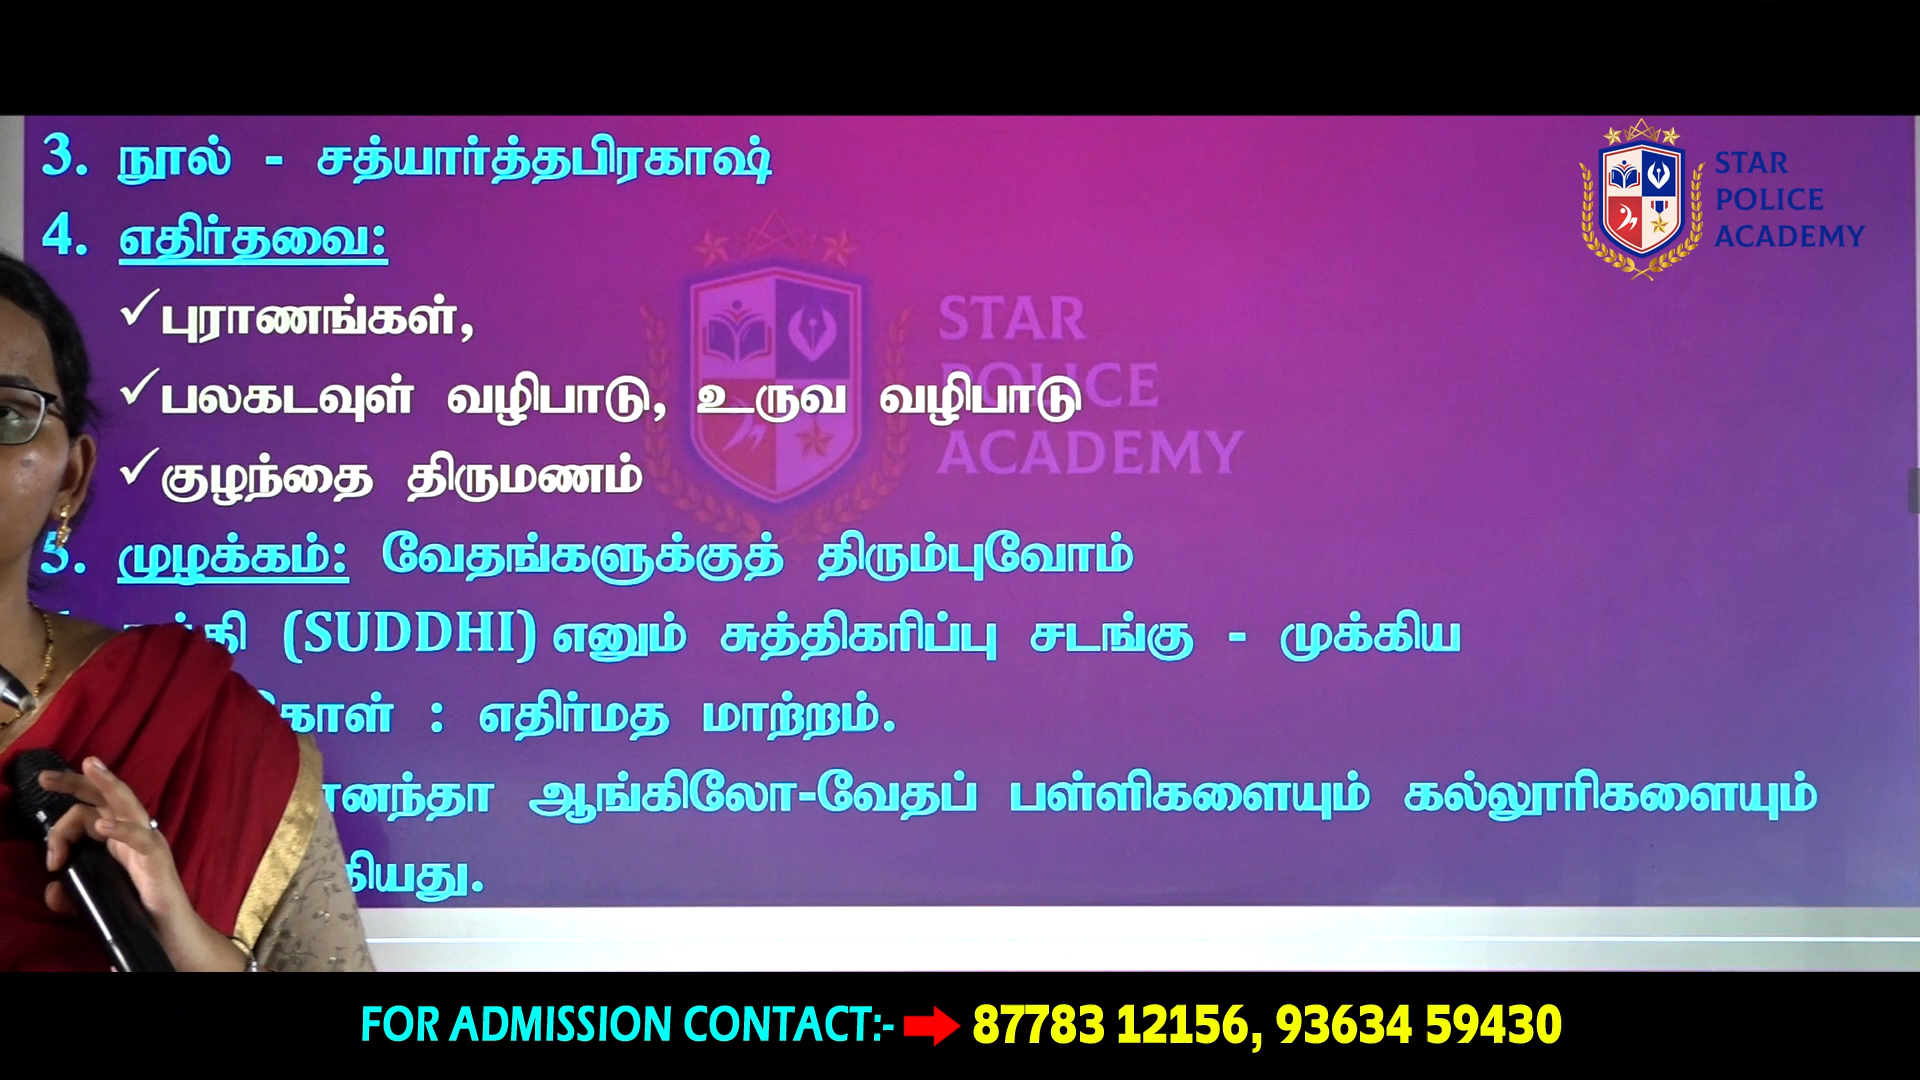 3. நூல் - சத்யார்த்தபிரகாஷ்
4. எதிர்தவை:
✓புராணங்கள்,
✓பலகடவுள் வழிபாடு, உருவ வழிபாடு
✓குழந்தை திருமணம்
5. முழக்கம்: வேதங்களுக்குத் திரும்புவோம்
(SUDDHI) எனும் சுத்திகரிப்பு சடங்கு - முக்கிய
: எதிர்மத மாற்றம்.
ஆங்கிலோ-வேதப் பள்ளிகளையும் கல்லூரிகளையும்
STAR
POLICE
ACADEMY
STAR
POLICE
ACADEMY
FOR ADMISSION CONTACT:- 87783 12156, 93634 59430